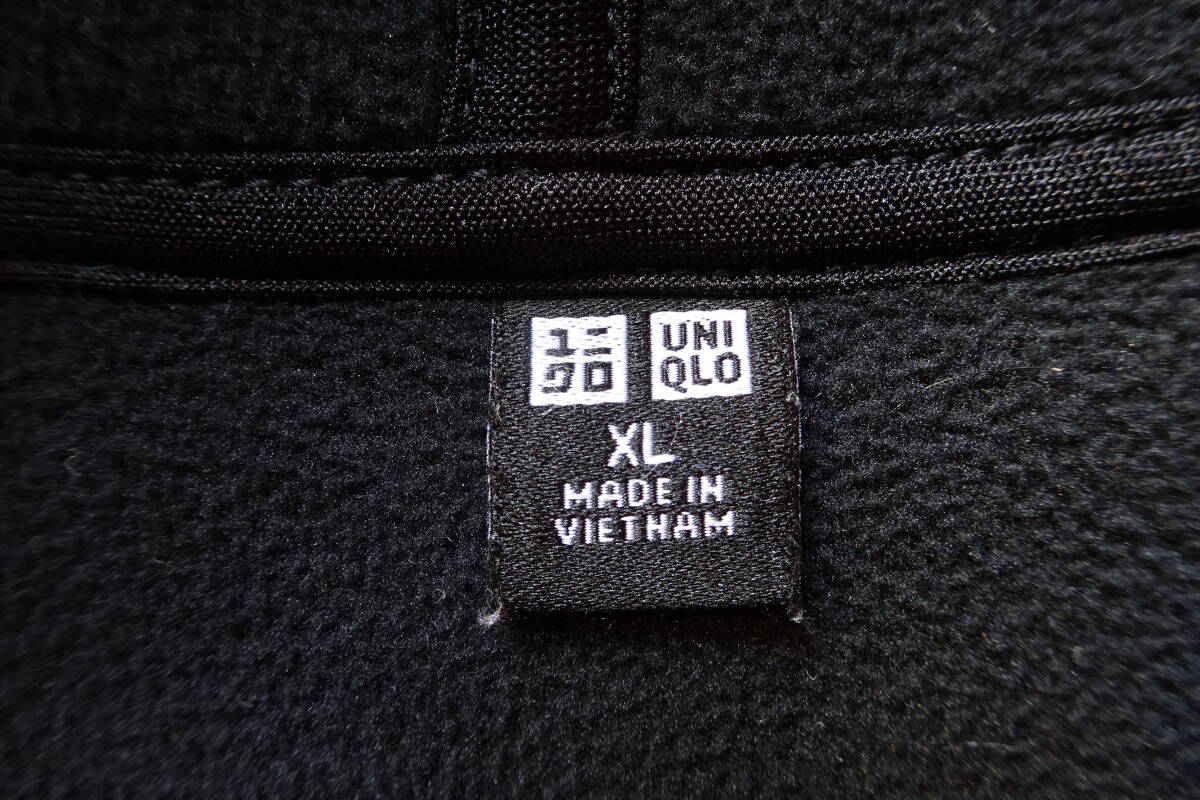 ユニ
クロ
UNI
QLO
XL
MADE IN
VIETNAM